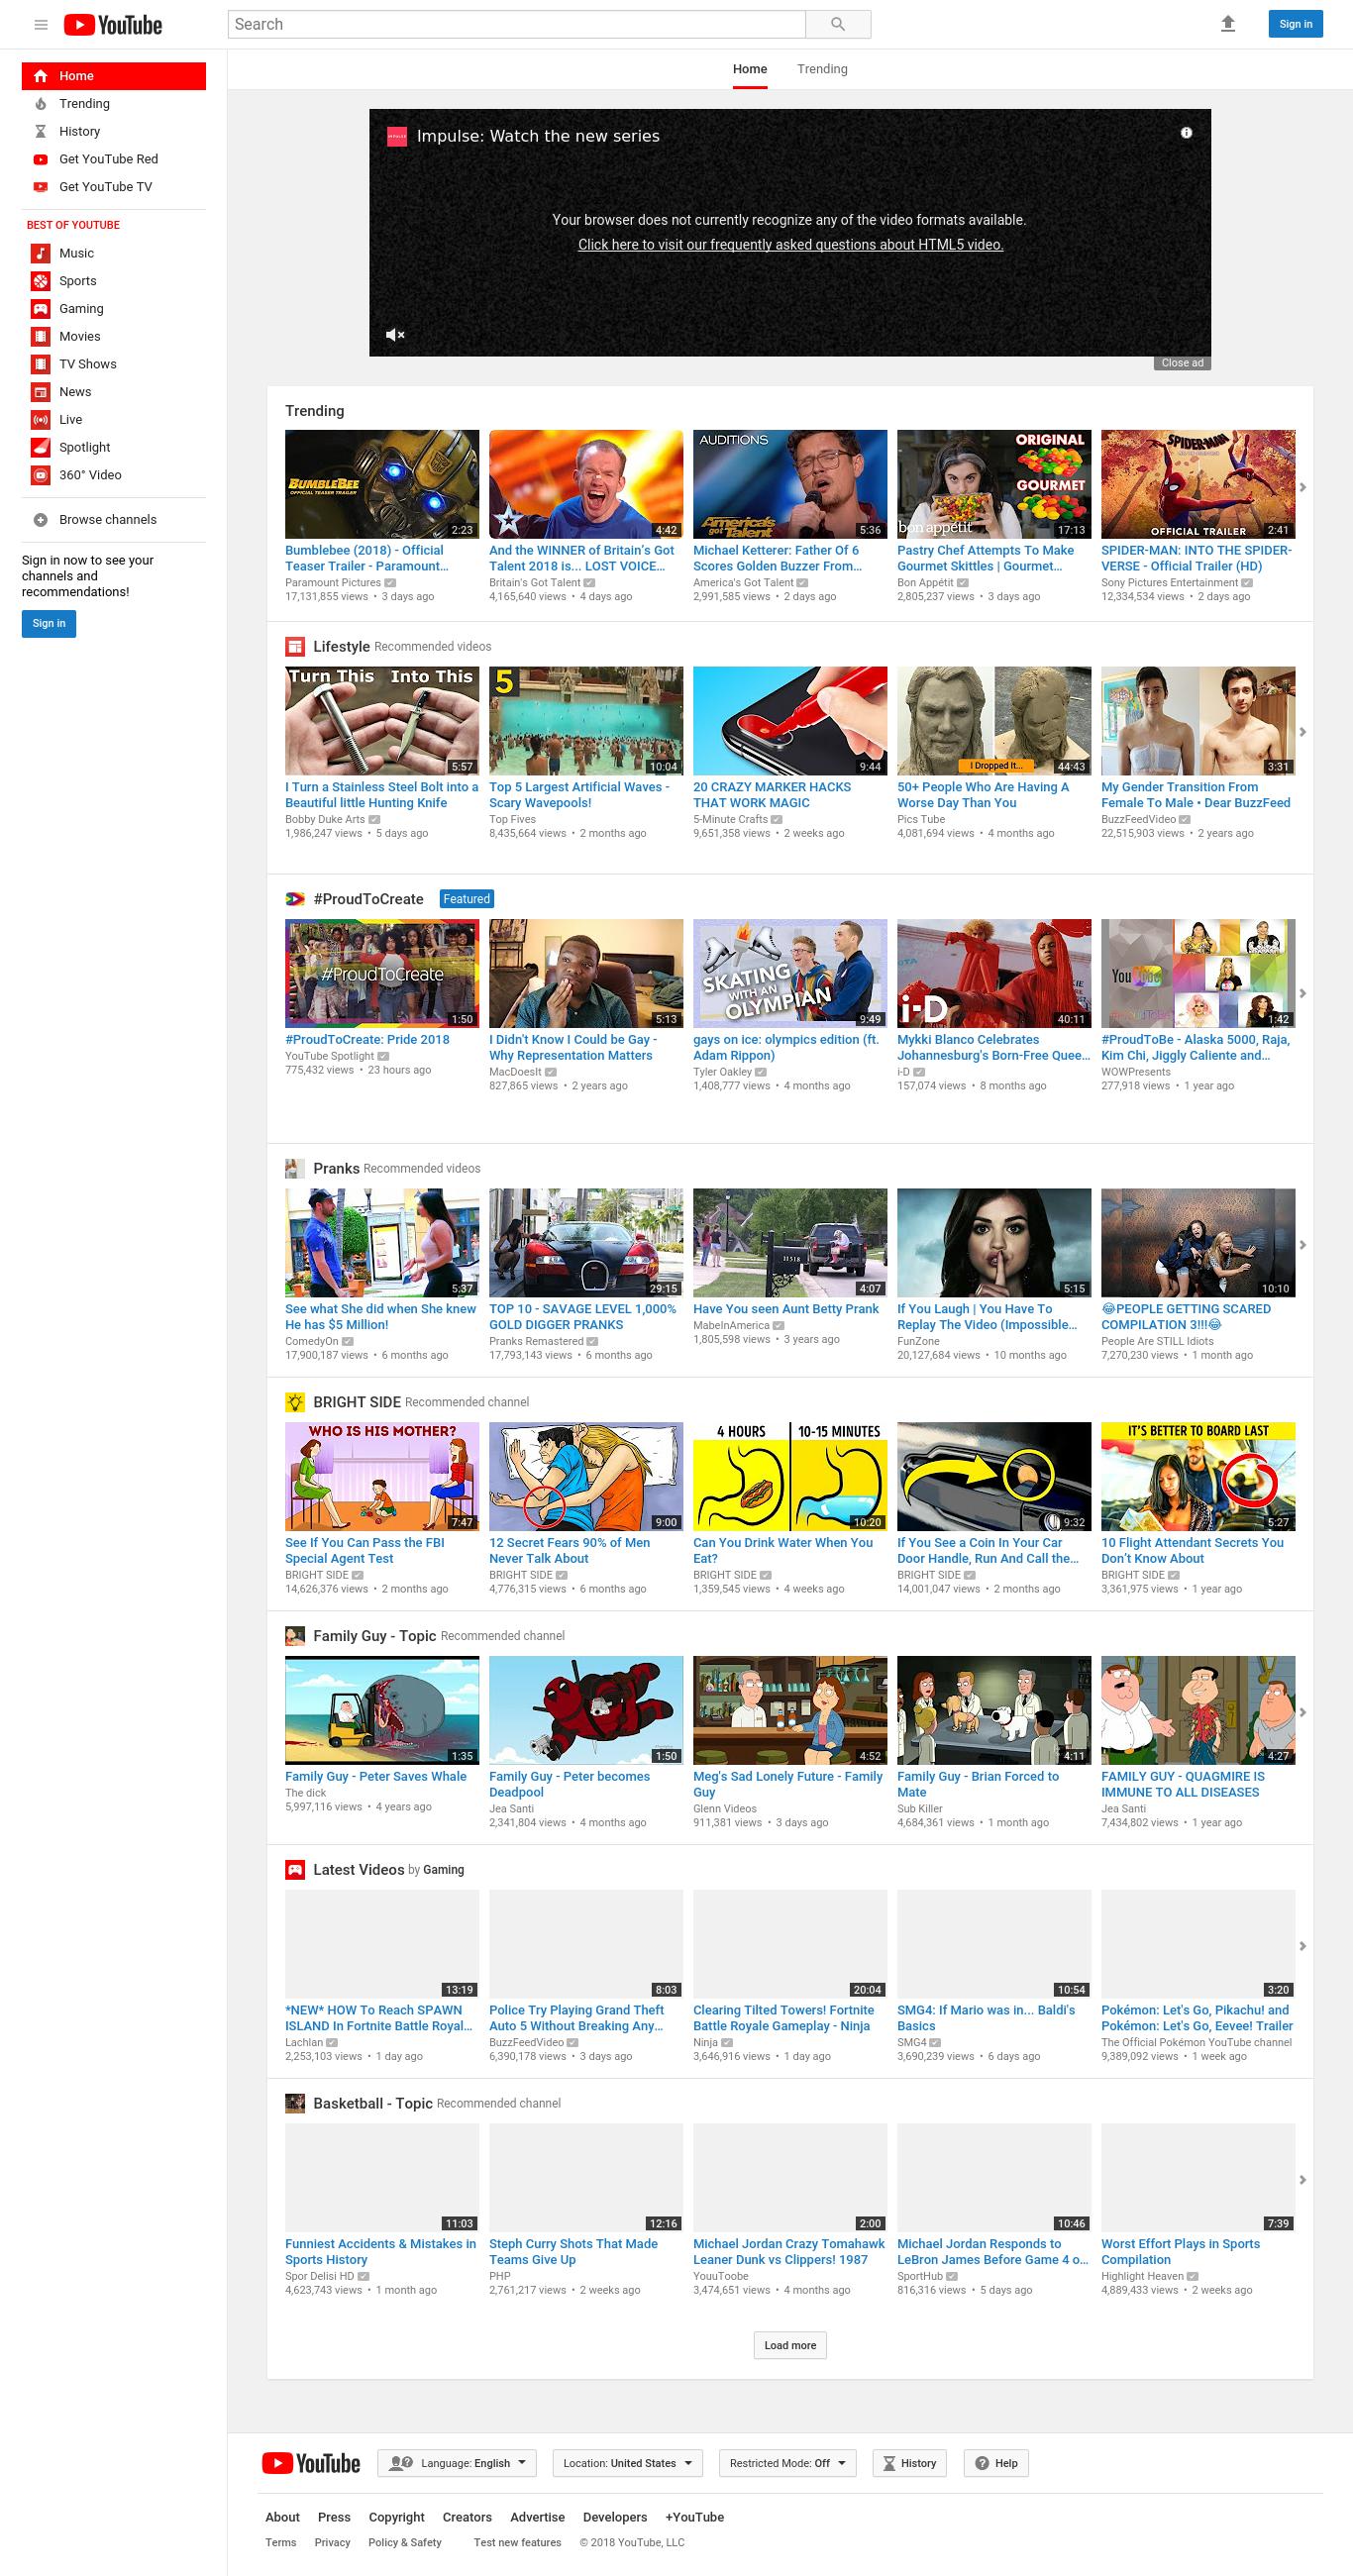 YouTube
Search
Sign in
Home
Trending
History
Get YouTube Red
Get YouTube TV
BEST OF YOUTUBE
Music
Sports
Gaming
Movies
TV Shows
News
Live
Spotlight
360° Video
Browse channels
Sign in now to see your
channels and
recommendations!
Sign in
Home Trending
Impulse: Watch the new series
Your browser does not currently recognize any of the video formats available.
Click here to visit our frequently asked questions about HTML5 video.
Close ad
Trending
BUMBLEBEE
OFFICIAL TEASER TRAILER
2:23
Bumblebee (2018) - Official
Teaser Trailer - Paramount...
Paramount Pictures
17,131,855 views • 3 days ago
4:42
And the WINNER of Britain's Got
Talent 2018 is... LOST VOICE...
Britain's Got Talent
4,165,640 views • 4 days ago
AUDITIONS
America's got Talent
5:36
Michael Ketterer: Father Of 6
Scores Golden Buzzer From...
America's Got Talent
2,991,585 views • 2 days ago
ORIGINAL
GOURMET
bon appétit
17:13
Pastry Chef Attempts To Make
Gourmet Skittles | Gourmet...
Bon Appétit
2,805,237 views • 3 days ago
SPIDER-MAN
OFFICIAL TRAILER
2:41
SPIDER-MAN: INTO THE SPIDER-
VERSE - Official Trailer (HD)
Sony Pictures Entertainment
12,334,534 views • 2 days ago
Lifestyle Recommended videos
Turn This Into This
5:57
I Turn a Stainless Steel Bolt into a
Beautiful little Hunting Knife
Bobby Duke Arts
1,986,247 views • 5 days ago
5
10:04
Top 5 Largest Artificial Waves -
Scary Wavepools!
Top Fives
8,435,664 views • 2 months ago
9:44
20 CRAZY MARKER HACKS
THAT WORK MAGIC
5-Minute Crafts
9,651,358 views • 2 weeks ago
I Dropped It...
44:43
50+ People Who Are Having A
Worse Day Than You
Pics Tube
4,081,694 views • 4 months ago
3:31
My Gender Transition From
Female To Male • Dear BuzzFeed
BuzzFeedVideo
22,515,903 views • 2 years ago
#ProudToCreate Featured
#ProudToCreate
1:50
#ProudToCreate: Pride 2018
YouTube Spotlight
775,432 views • 23 hours ago
5:13
I Didn't Know I Could be Gay -
Why Representation Matters
MacDoesIt
827,865 views • 2 years ago
SKATING
WITH AN
OLYMPIAN
9:49
gays on ice: olympics edition (ft.
Adam Rippon)
Tyler Oakley
1,408,777 views • 4 months ago
i-D
40:11
Mykki Blanco Celebrates
Johannesburg's Born-Free Quee...
i-D
157,074 views • 8 months ago
YouTube
1:42
#ProudToBe - Alaska 5000, Raja,
Kim Chi, Jiggly Caliente and...
WOWPresents
277,918 views • 1 year ago
Pranks Recommended videos
5:37
See what She did when She knew
He has $5 Million!
ComedyOn
17,900,187 views • 6 months ago
29:15
TOP 10 - SAVAGE LEVEL 1,000%
GOLD DIGGER PRANKS
Pranks Remastered
17,793,143 views • 6 months ago
11518
4:07
Have You seen Aunt Betty Prank
MabeInAmerica
1,805,598 views • 3 years ago
5:15
If You Laugh | You Have To
Replay The Video (Impossible...
FunZone
20,127,684 views • 10 months ago
10:10
😂PEOPLE GETTING SCARED
COMPILATION 3!!!😂
People Are STILL Idiots
7,270,230 views • 1 month ago
BRIGHT SIDE Recommended channel
WHO IS HIS MOTHER?
7:47
See If You Can Pass the FBI
Special Agent Test
BRIGHT SIDE
14,626,376 views • 2 months ago
9:00
12 Secret Fears 90% of Men
Never Talk About
BRIGHT SIDE
4,776,315 views • 6 months ago
4 HOURS 10-15 MINUTES
10:20
Can You Drink Water When You
Eat?
BRIGHT SIDE
1,359,545 views • 4 weeks ago
9:32
If You See a Coin In Your Car
Door Handle, Run And Call the...
BRIGHT SIDE
14,001,047 views • 2 months ago
IT'S BETTER TO BOARD LAST
5:27
10 Flight Attendant Secrets You
Don't Know About
BRIGHT SIDE
3,361,975 views • 1 year ago
Family Guy - Topic Recommended channel
1:35
Family Guy - Peter Saves Whale
The dick
5,997,116 views • 4 years ago
1:50
Family Guy - Peter becomes
Deadpool
Jea Santi
2,341,804 views • 4 months ago
4:52
Meg's Sad Lonely Future - Family
Guy
Glenn Videos
911,381 views • 3 days ago
4:11
Family Guy - Brian Forced to
Mate
Sub Killer
4,684,361 views • 1 month ago
4:27
FAMILY GUY - QUAGMIRE IS
IMMUNE TO ALL DISEASES
Jea Santi
7,434,802 views • 1 year ago
Latest Videos by Gaming
13:19
*NEW* HOW To Reach SPAWN
ISLAND In Fortnite Battle Royal...
Lachlan
2,253,103 views • 1 day ago
8:03
Police Try Playing Grand Theft
Auto 5 Without Breaking Any...
BuzzFeedVideo
6,390,178 views • 3 days ago
20:04
Clearing Tilted Towers! Fortnite
Battle Royale Gameplay - Ninja
Ninja
3,646,916 views • 1 day ago
10:54
SMG4: If Mario was in... Baldi's
Basics
SMG4
3,690,239 views • 6 days ago
3:20
Pokémon: Let's Go, Pikachu! and
Pokémon: Let's Go, Eevee! Trailer
The Official Pokémon YouTube channel
9,389,092 views • 1 week ago
Basketball - Topic Recommended channel
11:03
Funniest Accidents & Mistakes in
Sports History
Spor Delisi HD
4,623,743 views • 1 month ago
12:16
Steph Curry Shots That Made
Teams Give Up
PHP
2,761,217 views • 2 weeks ago
2:00
Michael Jordan Crazy Tomahawk
Leaner Dunk vs Clippers! 1987
YouuToobe
3,474,651 views • 4 months ago
10:46
Michael Jordan Responds to
LeBron James Before Game 4 o...
SportHub
816,316 views • 5 days ago
7:39
Worst Effort Plays in Sports
Compilation
Highlight Heaven
4,889,433 views • 2 weeks ago
Load more
YouTube Language: English Location: United States Restricted Mode: Off History Help
About Press Copyright Creators Advertise Developers +YouTube
Terms Privacy Policy & Safety Test new features © 2018 YouTube, LLC